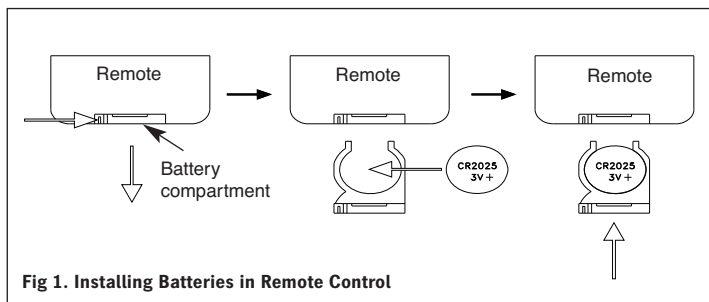 Remote
Remote
Remote
Battery
compartment
CR2025
3V +
CR2025
3V +
Fig 1. Installing Batteries in Remote Control